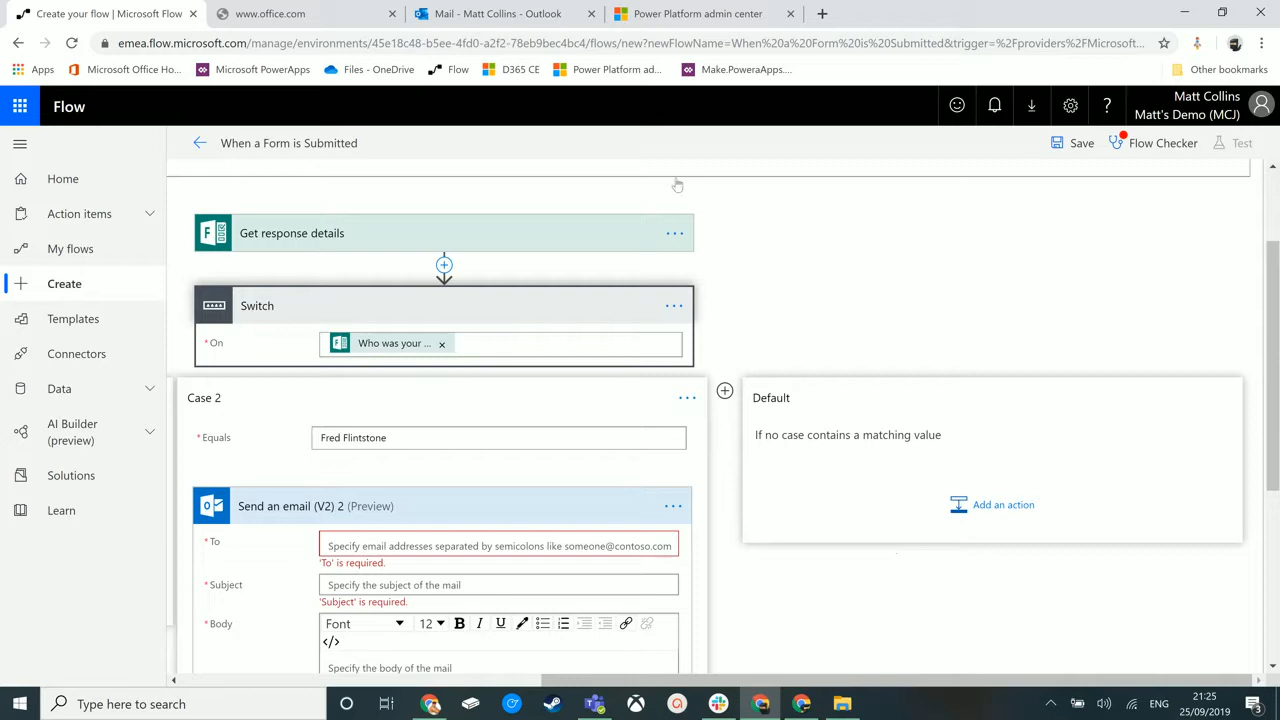 Create your flow | Microsoft Flow
www.office.com
Mail - Matt Collins - Outlook
Power Platform admin center
emea.flow.microsoft.com/manage/environments/45e18c48-b5ee-4fd0-a2f2-78eb9bec4bc4/flows/new?newFlowName=When%20a%20Form%20is%20Submitted&trigger=%2Fproviders%2FMicrosoft...
Apps
Microsoft Office Ho...
Microsoft PowerApps
Files - OneDrive
Flow
D365 CE
Power Platform ad...
Make.PoweraApps....
Other bookmarks
Flow
Matt Collins
Matt's Demo (MCJ)
When a Form is Submitted
Save
Flow Checker
Test
Home
Action items
My flows
Create
Templates
Connectors
Data
AI Builder
(preview)
Solutions
Learn
Get response details
Switch
* On
Who was your ... x
Case 2
* Equals
Fred Flintstone
Send an email (V2) 2 (Preview)
* To
Specify email addresses separated by semicolons like someone@contoso.com
'To' is required.
* Subject
Specify the subject of the mail
'Subject' is required.
* Body
Font
12
B I U
</>
Specify the body of the mail
Default
If no case contains a matching value
Add an action
Type here to search
ENG
21:25
25/09/2019
3